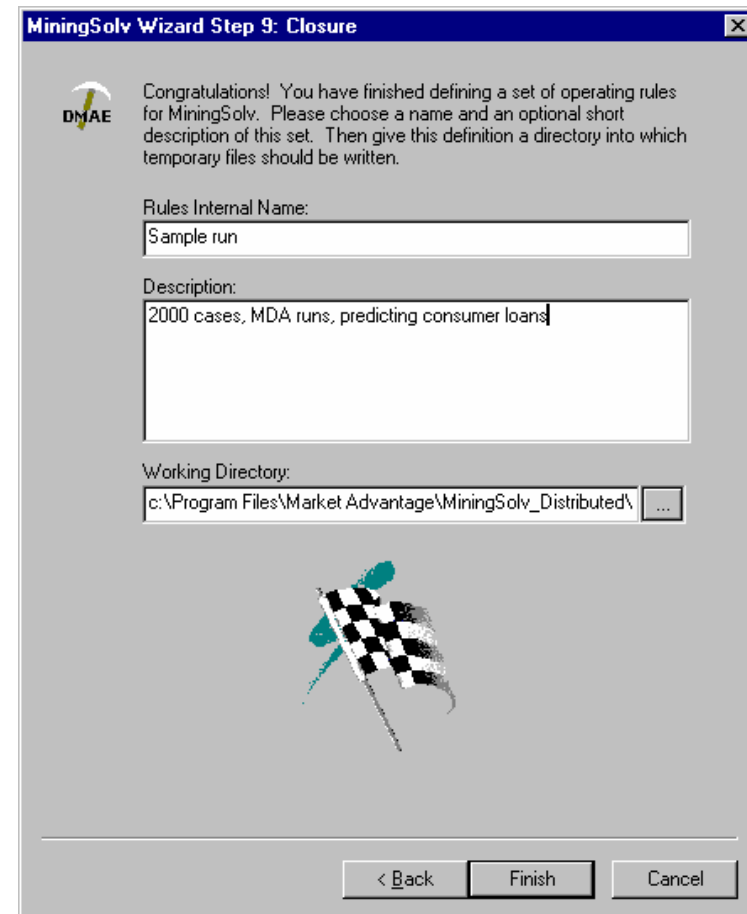 MiningSolv Wizard Step 9: Closure
DMAE
Congratulations!  You have finished defining a set of operating rules
for MiningSolv.  Please choose a name and an optional short
description of this set.  Then give this definition a directory into which
temporary files should be written.
Rules Internal Name:
Sample run
Description:
2000 cases, MDA runs, predicting consumer loans
Working Directory:
c:\Program Files\Market Advantage\MiningSolv_Distributed\
...
< Back
Finish
Cancel